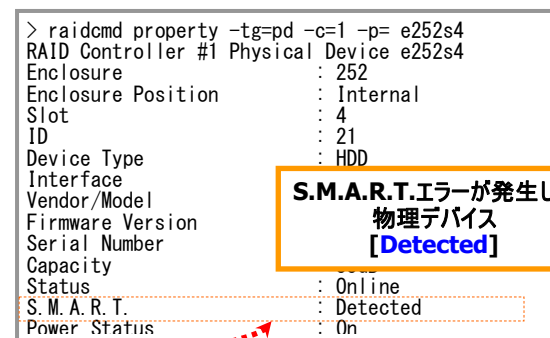 > raidcmd property -tg=pd -c=1 -p= e252s4
RAID Controller #1 Physical Device e252s4
Enclosure : 252
Enclosure Position : Internal
Slot : 4
ID : 21
Device Type : HDD
Interface
Vendor/Model
Firmware Version
Serial Number
Capacity
S.M.A.R.T.エラーが発生し
物理デバイス
[Detected]
Status : Online
S.M.A.R.T. : Detected
Power Status : On